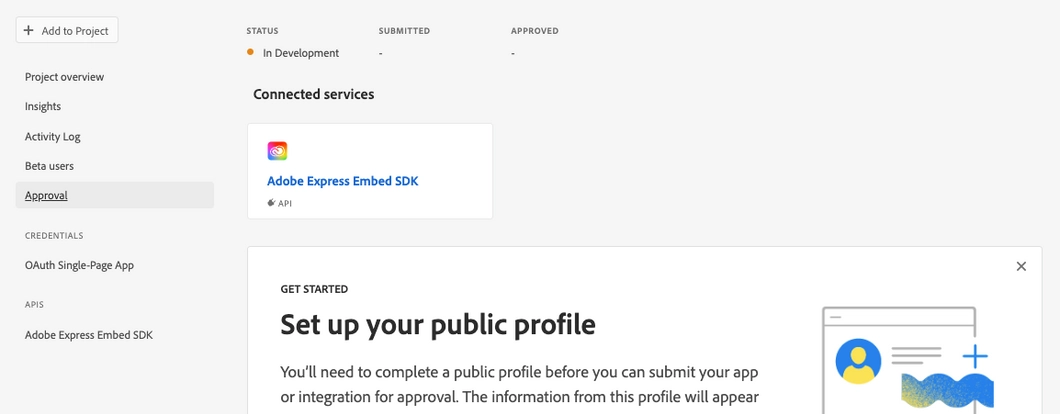 Add to Project
Project overview
Insights
Activity Log
Beta users
Approval
CREDENTIALS
OAuth Single-Page App
APIS
Adobe Express Embed SDK
STATUS SUBMITTED APPROVED
In Development - -
Connected services
Adobe Express Embed SDK
API
GET STARTED
Set up your public profile
You'll need to complete a public profile before you can submit your app
or integration for approval. The information from this profile will appear